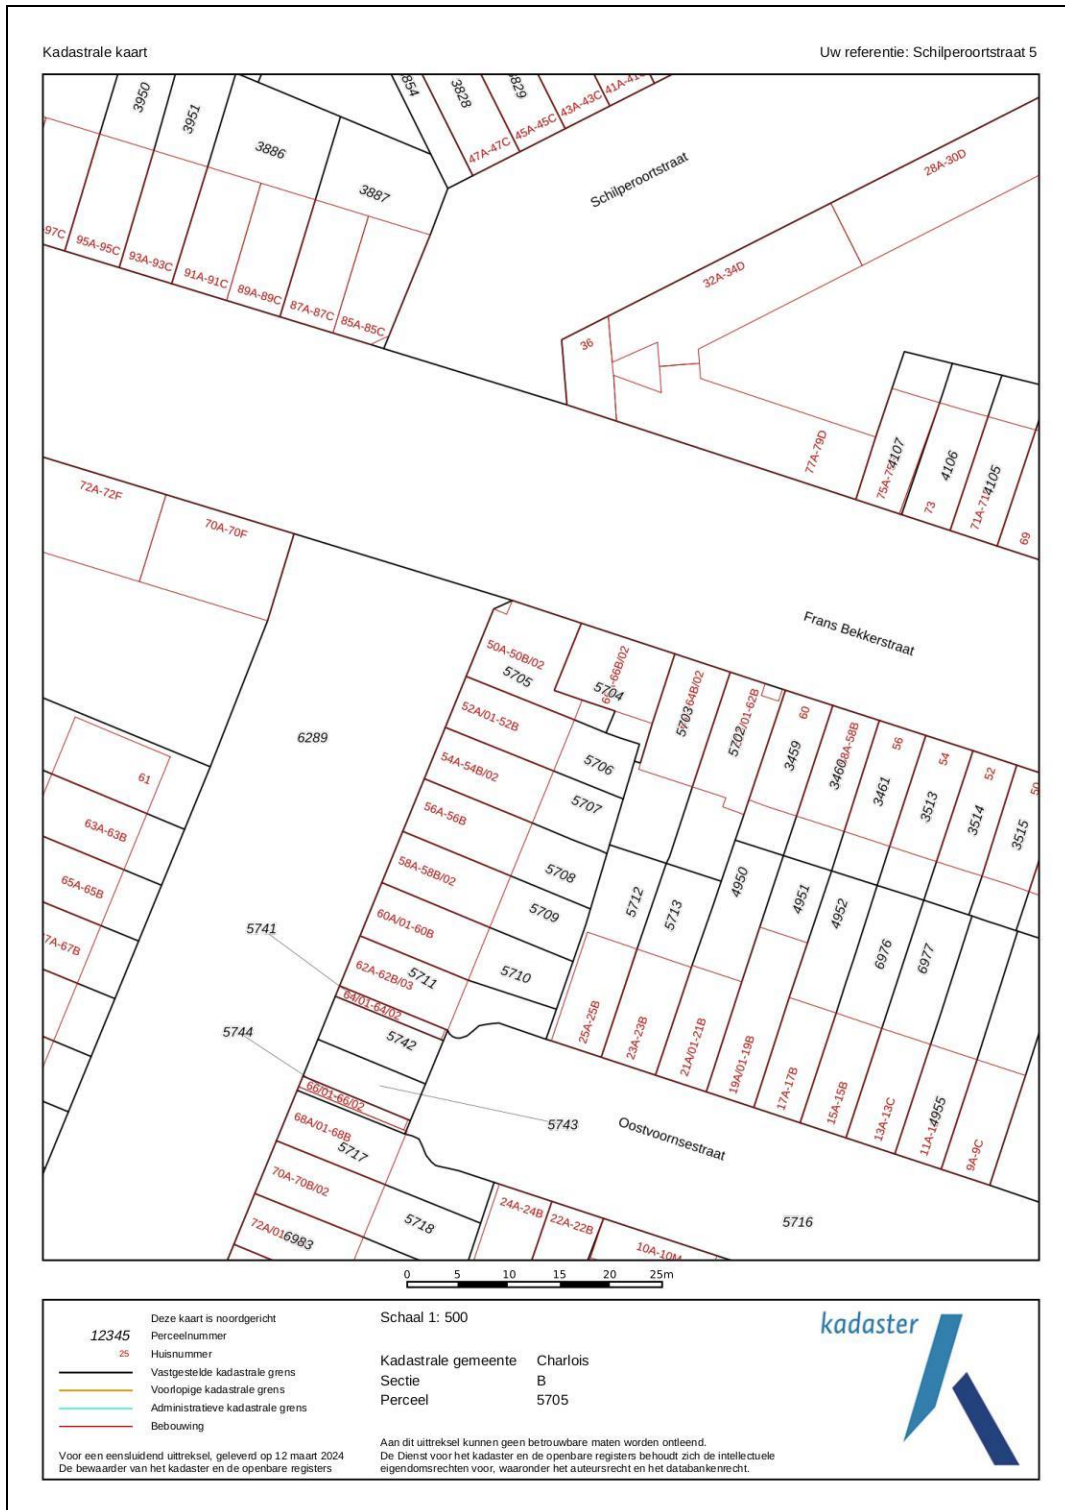 Kadastrale kaart
Uw referentie: Schilperoortstraat 5
3950
3951
3886
3887
854
3828
3829
47A-47C
45A-45C
43A-43C
Schilperoortstraat
28A-30D
32A-34D
36
97C
95A-95C
93A-93C
91A-91C
89A-89C
87A-87C
85A-85C
77A-79D
4107
73
4106
4105
69
72A-72F
70A-70F
Frans Bekkerstraat
50A-50B/02
5705
5704
5703
5702
60
3459
3460
56
3461
54
3513
52
3514
50
3515
52A/01-52B
5706
54A-54B/02
5707
56A-56B
5708
58A-58B/02
5709
60A/01-60B
5710
62A-62B/03
5711
64/01-64/02
5742
66/01-66/02
5743
68A/01-68B
5717
70A-70B/02
5718
72A/01
6983
6289
61
63A-63B
65A-65B
7A-67B
5741
5744
5712
5713
4950
4951
4952
6976
6977
25A-25B
23A-23B
21A/01-21B
19A/01-19B
17A-17B
15A-15B
13A-13C
4955
9A-9C
Oostvoornsestraat
24A-24B
22A-22B
10A-10M
5716
0 5 10 15 20 25m
Deze kaart is noordgericht
12345 Perceelnummer
25 Huisnummer
Vastgestelde kadastrale grens
Voorlopige kadastrale grens
Administratieve kadastrale grens
Bebouwing
Voor een eensluidend uittreksel, geleverd op 12 maart 2024
De bewaarder van het kadaster en de openbare registers
Schaal 1: 500
Kadastrale gemeente Charlois
Sectie B
Perceel 5705
Aan dit uittreksel kunnen geen betrouwbare maten worden ontleend.
De Dienst voor het kadaster en de openbare registers behoudt zich de intellectuele
eigendomsrechten voor, waaronder het auteursrecht en het databankenrecht.
kadaster